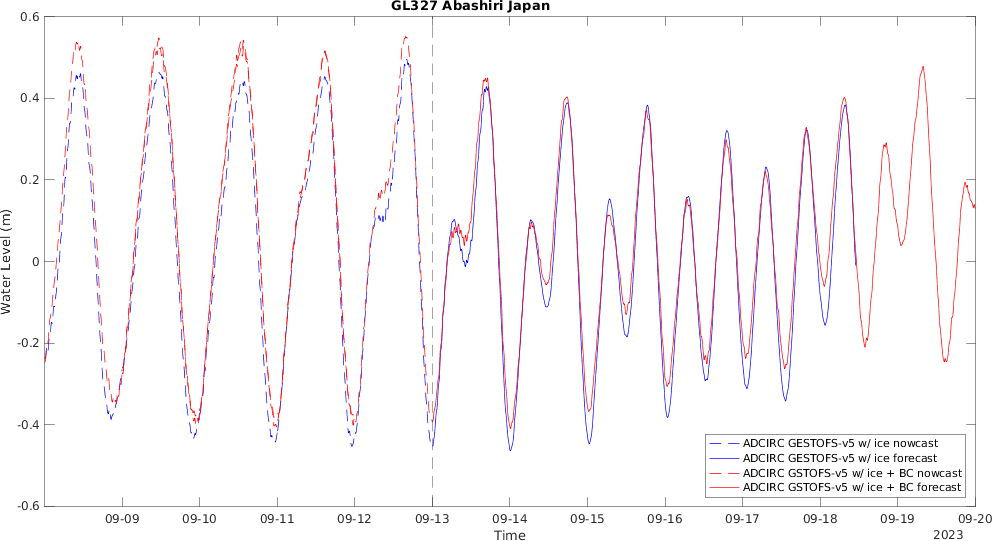 GL327 Abashiri Japan
0.6
0.4
0.2
0
-0.2
-0.4
-0.6
Water Level (m)
09-09
09-10
09-11
09-12
09-13
09-14
09-15
09-16
09-17
09-18
09-19
09-20
Time
2023
ADCIRC GESTOFS-v5 w/ ice nowcast
ADCIRC GESTOFS-v5 w/ ice forecast
ADCIRC GSTOFS-v5 w/ ice + BC nowcast
ADCIRC GSTOFS-v5 w/ ice + BC forecast